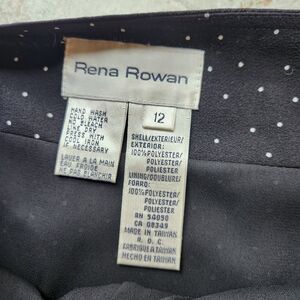 Rena Rowan
12
HAND WASH
COLD WATER
NO BLEACH
LINE DRY
PRESS WITH
COOL IRON
IF NECESSARY
LAVER A LA MAIN
EAU FROIDE
NE PAS BLANCHIR
SHELL/EXTERIEUR/
EXTERIOR:
100%POLYESTER/
POLYESTER/
POLIESTER
LINING/DOUBLURE/
FORRO:
100%POLYESTER/
POLYESTER/
POLIESTER
RN 54050
CA 08349
MADE IN TAIWAN
R. O. C.
FABRIQUE A TAIWAN
HECHO EN TAIWAN